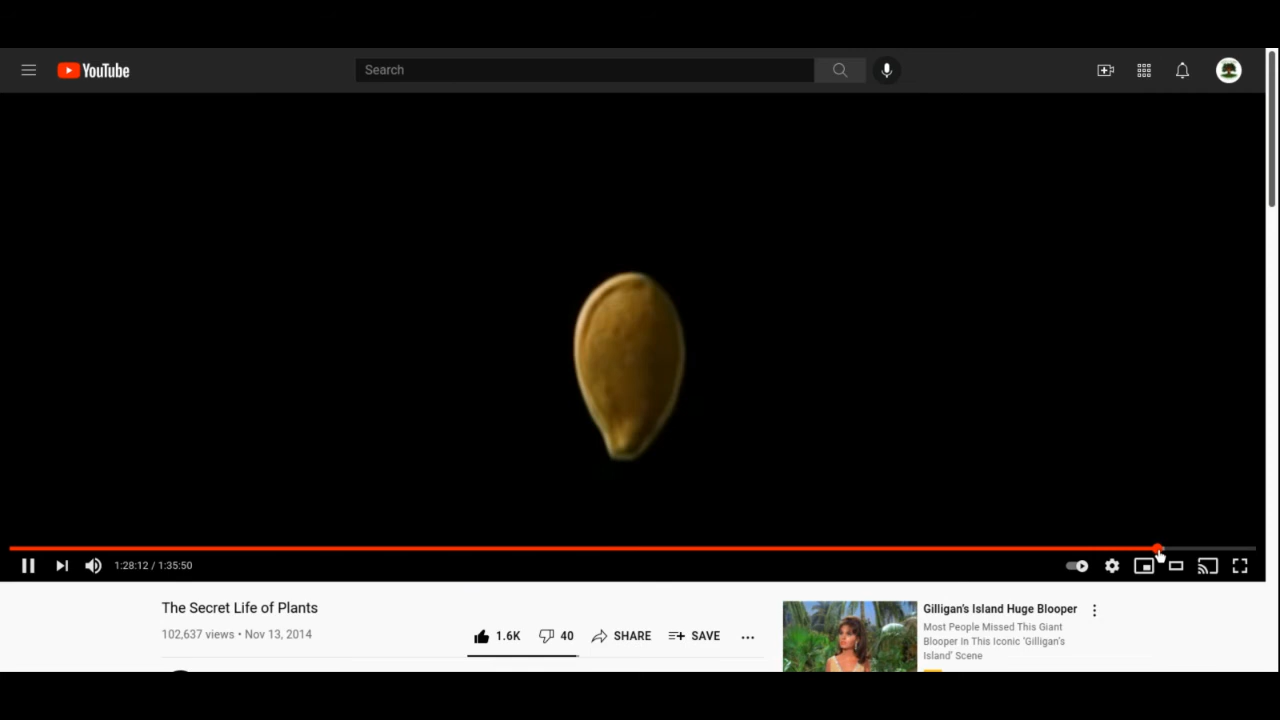 YouTube
Search
1:28:12 / 1:35:50
The Secret Life of Plants
102,637 views • Nov 13, 2014
1.6K 40 SHARE SAVE
Gilligan's Island Huge Blooper
Most People Missed This Giant
Blooper In This Iconic 'Gilligan's
Island' Scene